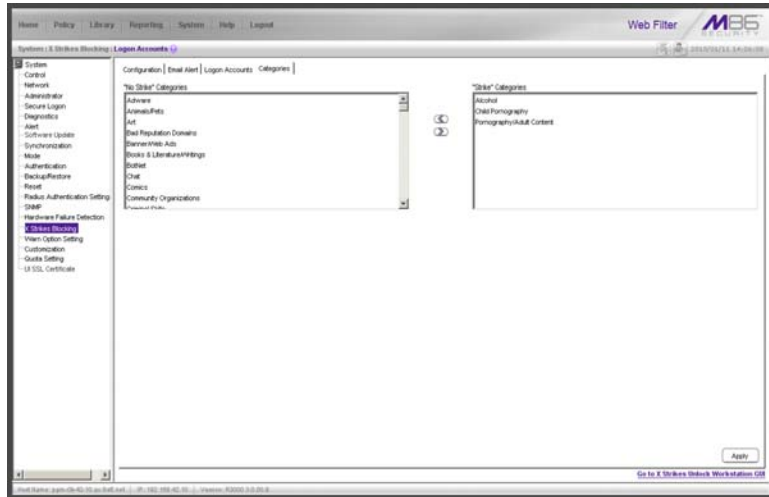 Home Policy Library Reporting System Help Logout
Web Filter
M86 SECURITY
System : X Strikes Blocking : Logon Accounts
System
Control
Network
Administrator
Secure Logon
Diagnostics
Alert
Software Update
Synchronization
Mode
Authentication
Backup/Restore
Reset
Radius Authentication Setting
SNMP
Hardware Failure Detection
X Strikes Blocking
Warn Option Setting
Customization
Quota Setting
UI SSL Certificate
Configuration Email Alert Logon Accounts Categories
"No Strike" Categories
Adware
Animals/Pets
Art
Bad Reputation Domains
Banner/Web Ads
Books & Literature/Writings
BotNet
Chat
Comics
Community Organizations
"Strike" Categories
Alcohol
Child Pornography
Pornography/Adult Content
Apply
Go to X Strikes Unlock Workstation GUI